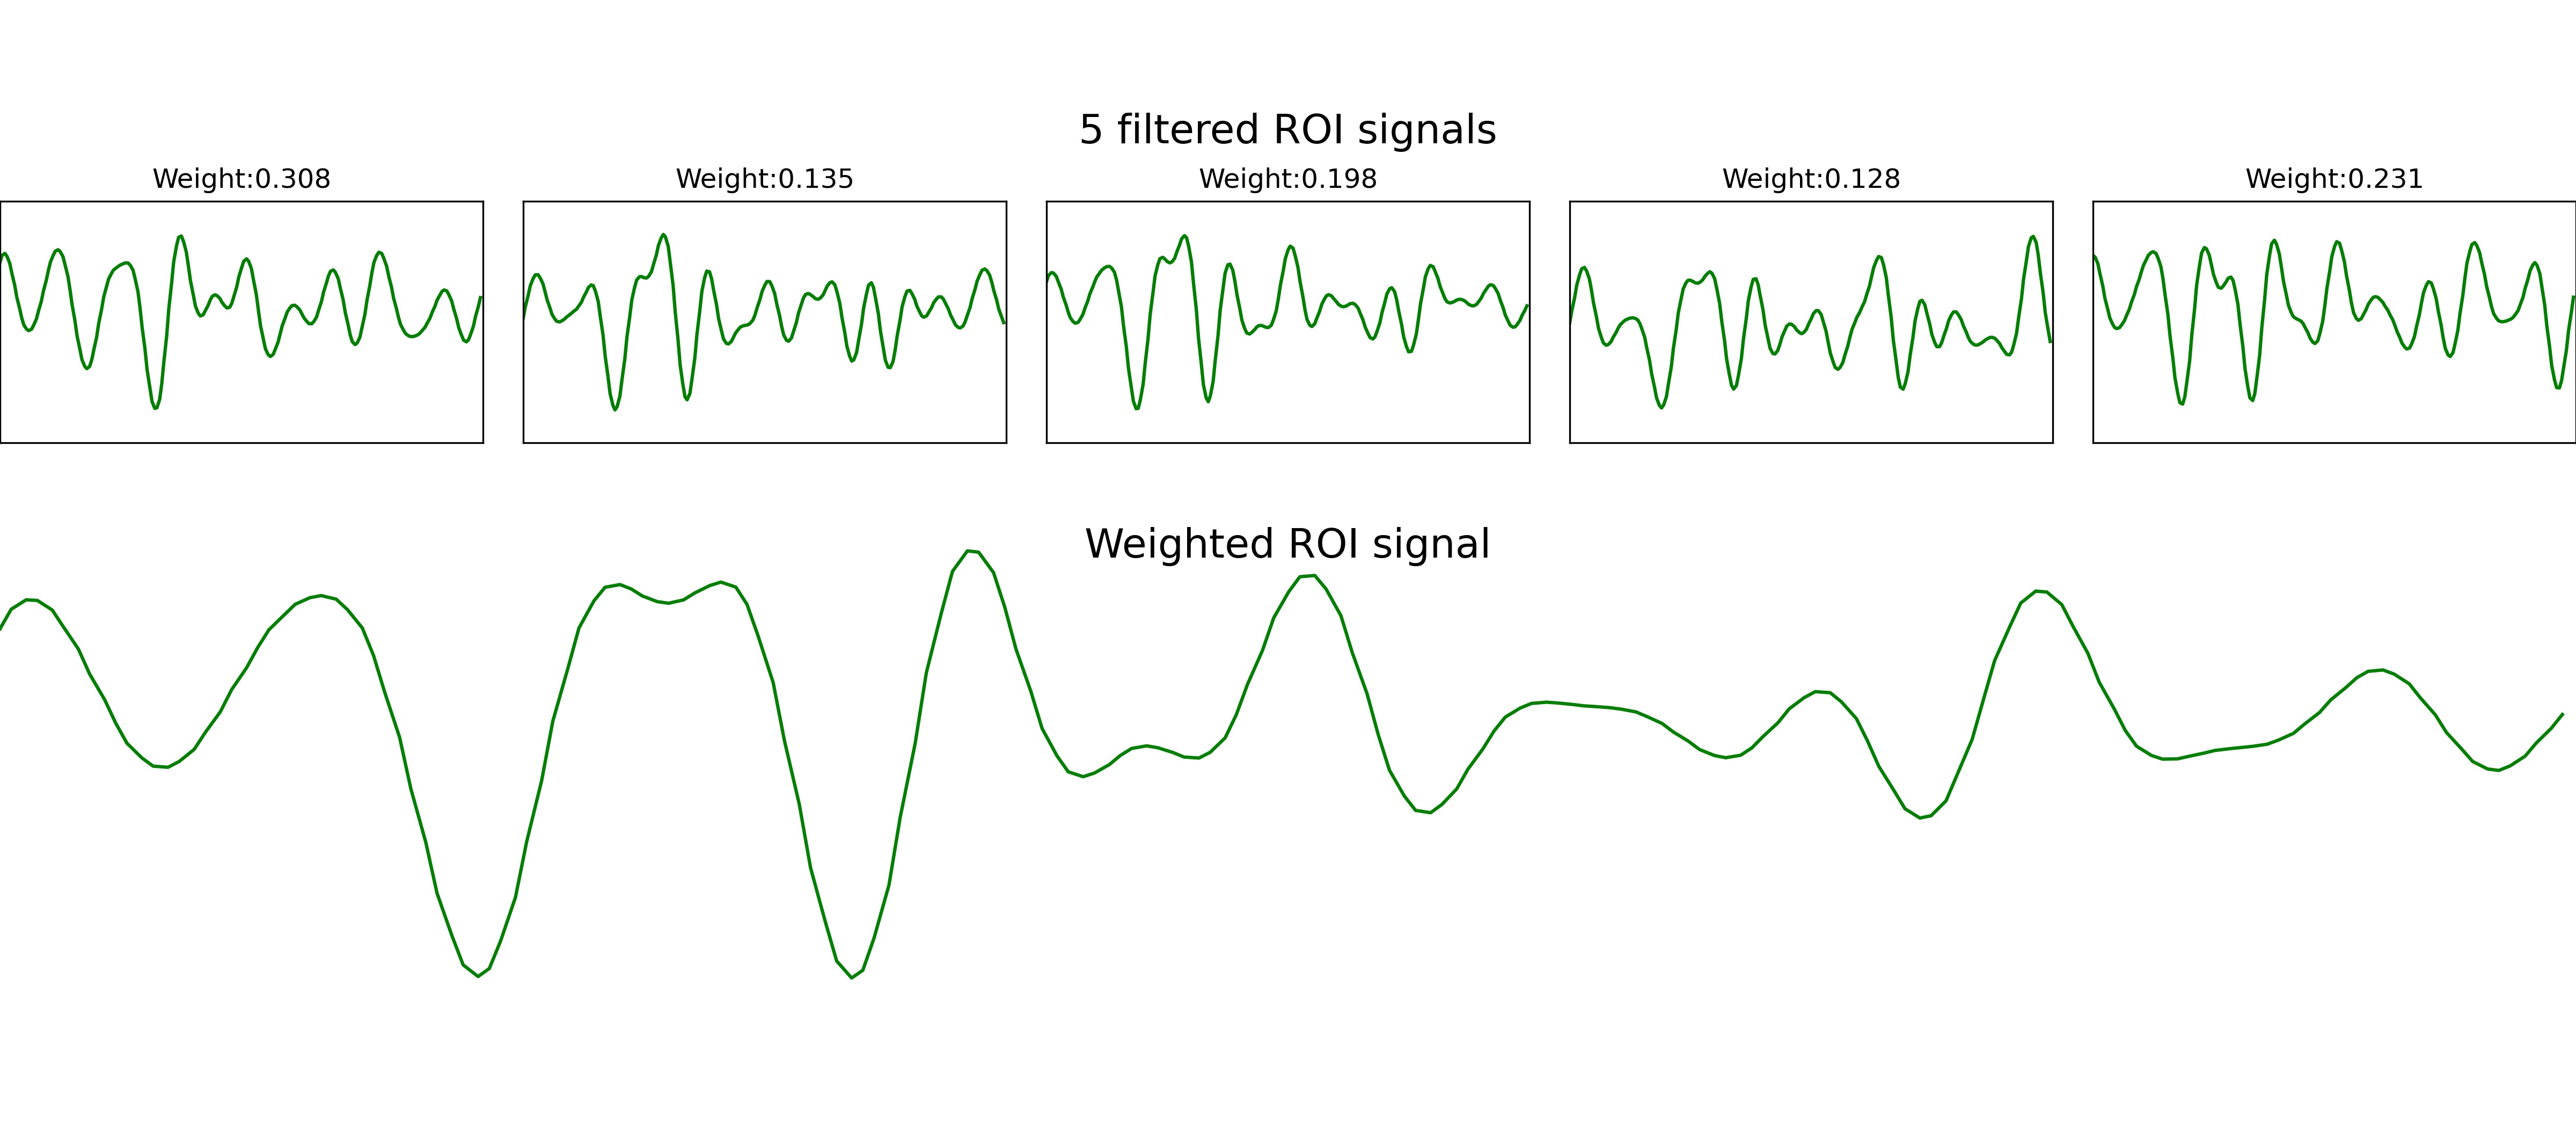 5 filtered ROI signals
Weight:0.308
Weight:0.135
Weight:0.198
Weight:0.128
Weight:0.231
Weighted ROI signal